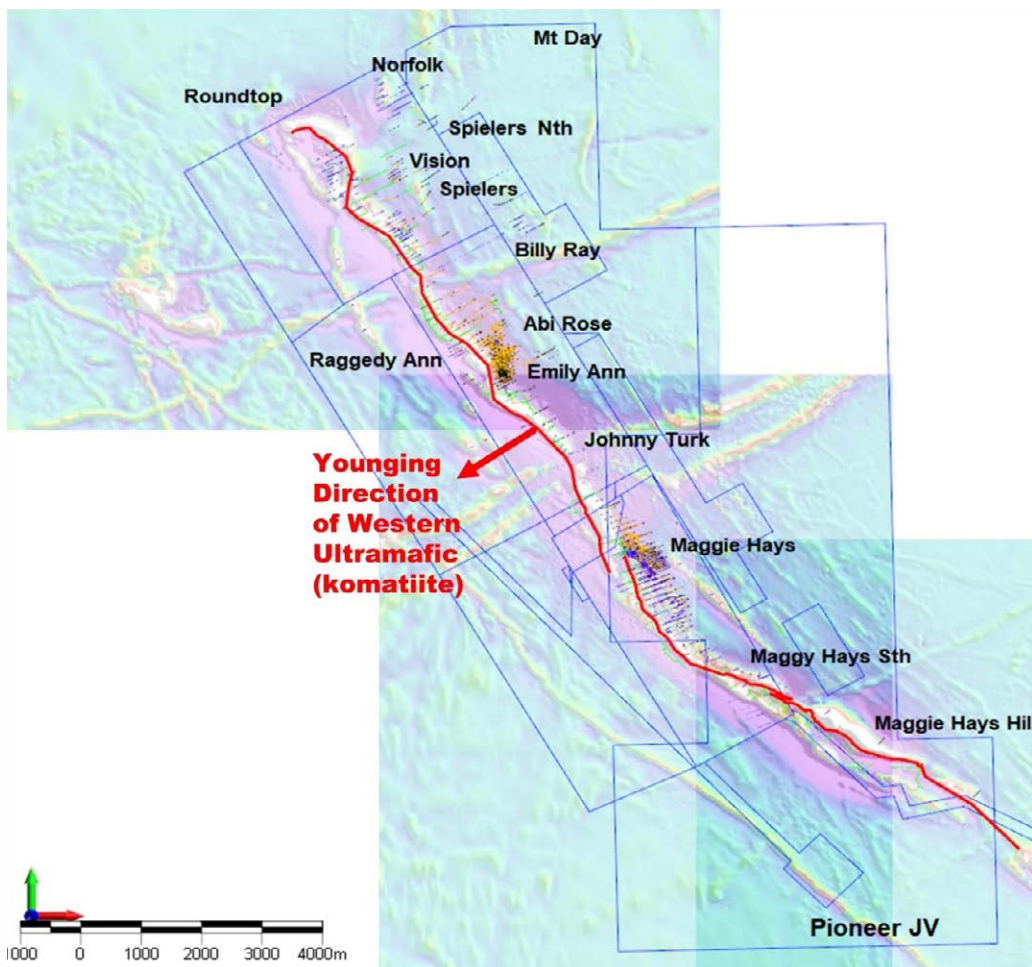 Mt Day
Norfolk
Roundtop
Spielers Nth
Vision
Spielers
Billy Ray
Abi Rose
Raggedy Ann
Emily Ann
Johnny Turk
Younging
Direction
of Western
Ultramafic
(komatiite)
Maggie Hays
Maggy Hays Sth
Maggie Hays Hil
Pioneer JV
1000 0 1000 2000 3000 4000m